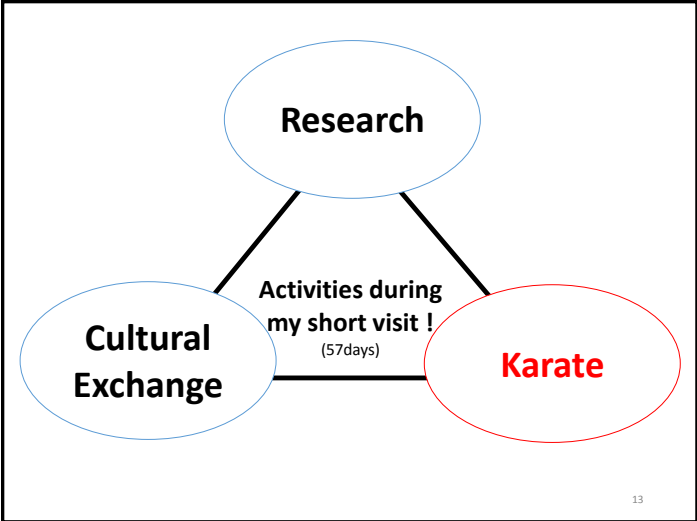 Research
Activities during
my short visit !
(57days)
Cultural
Exchange
Karate
13